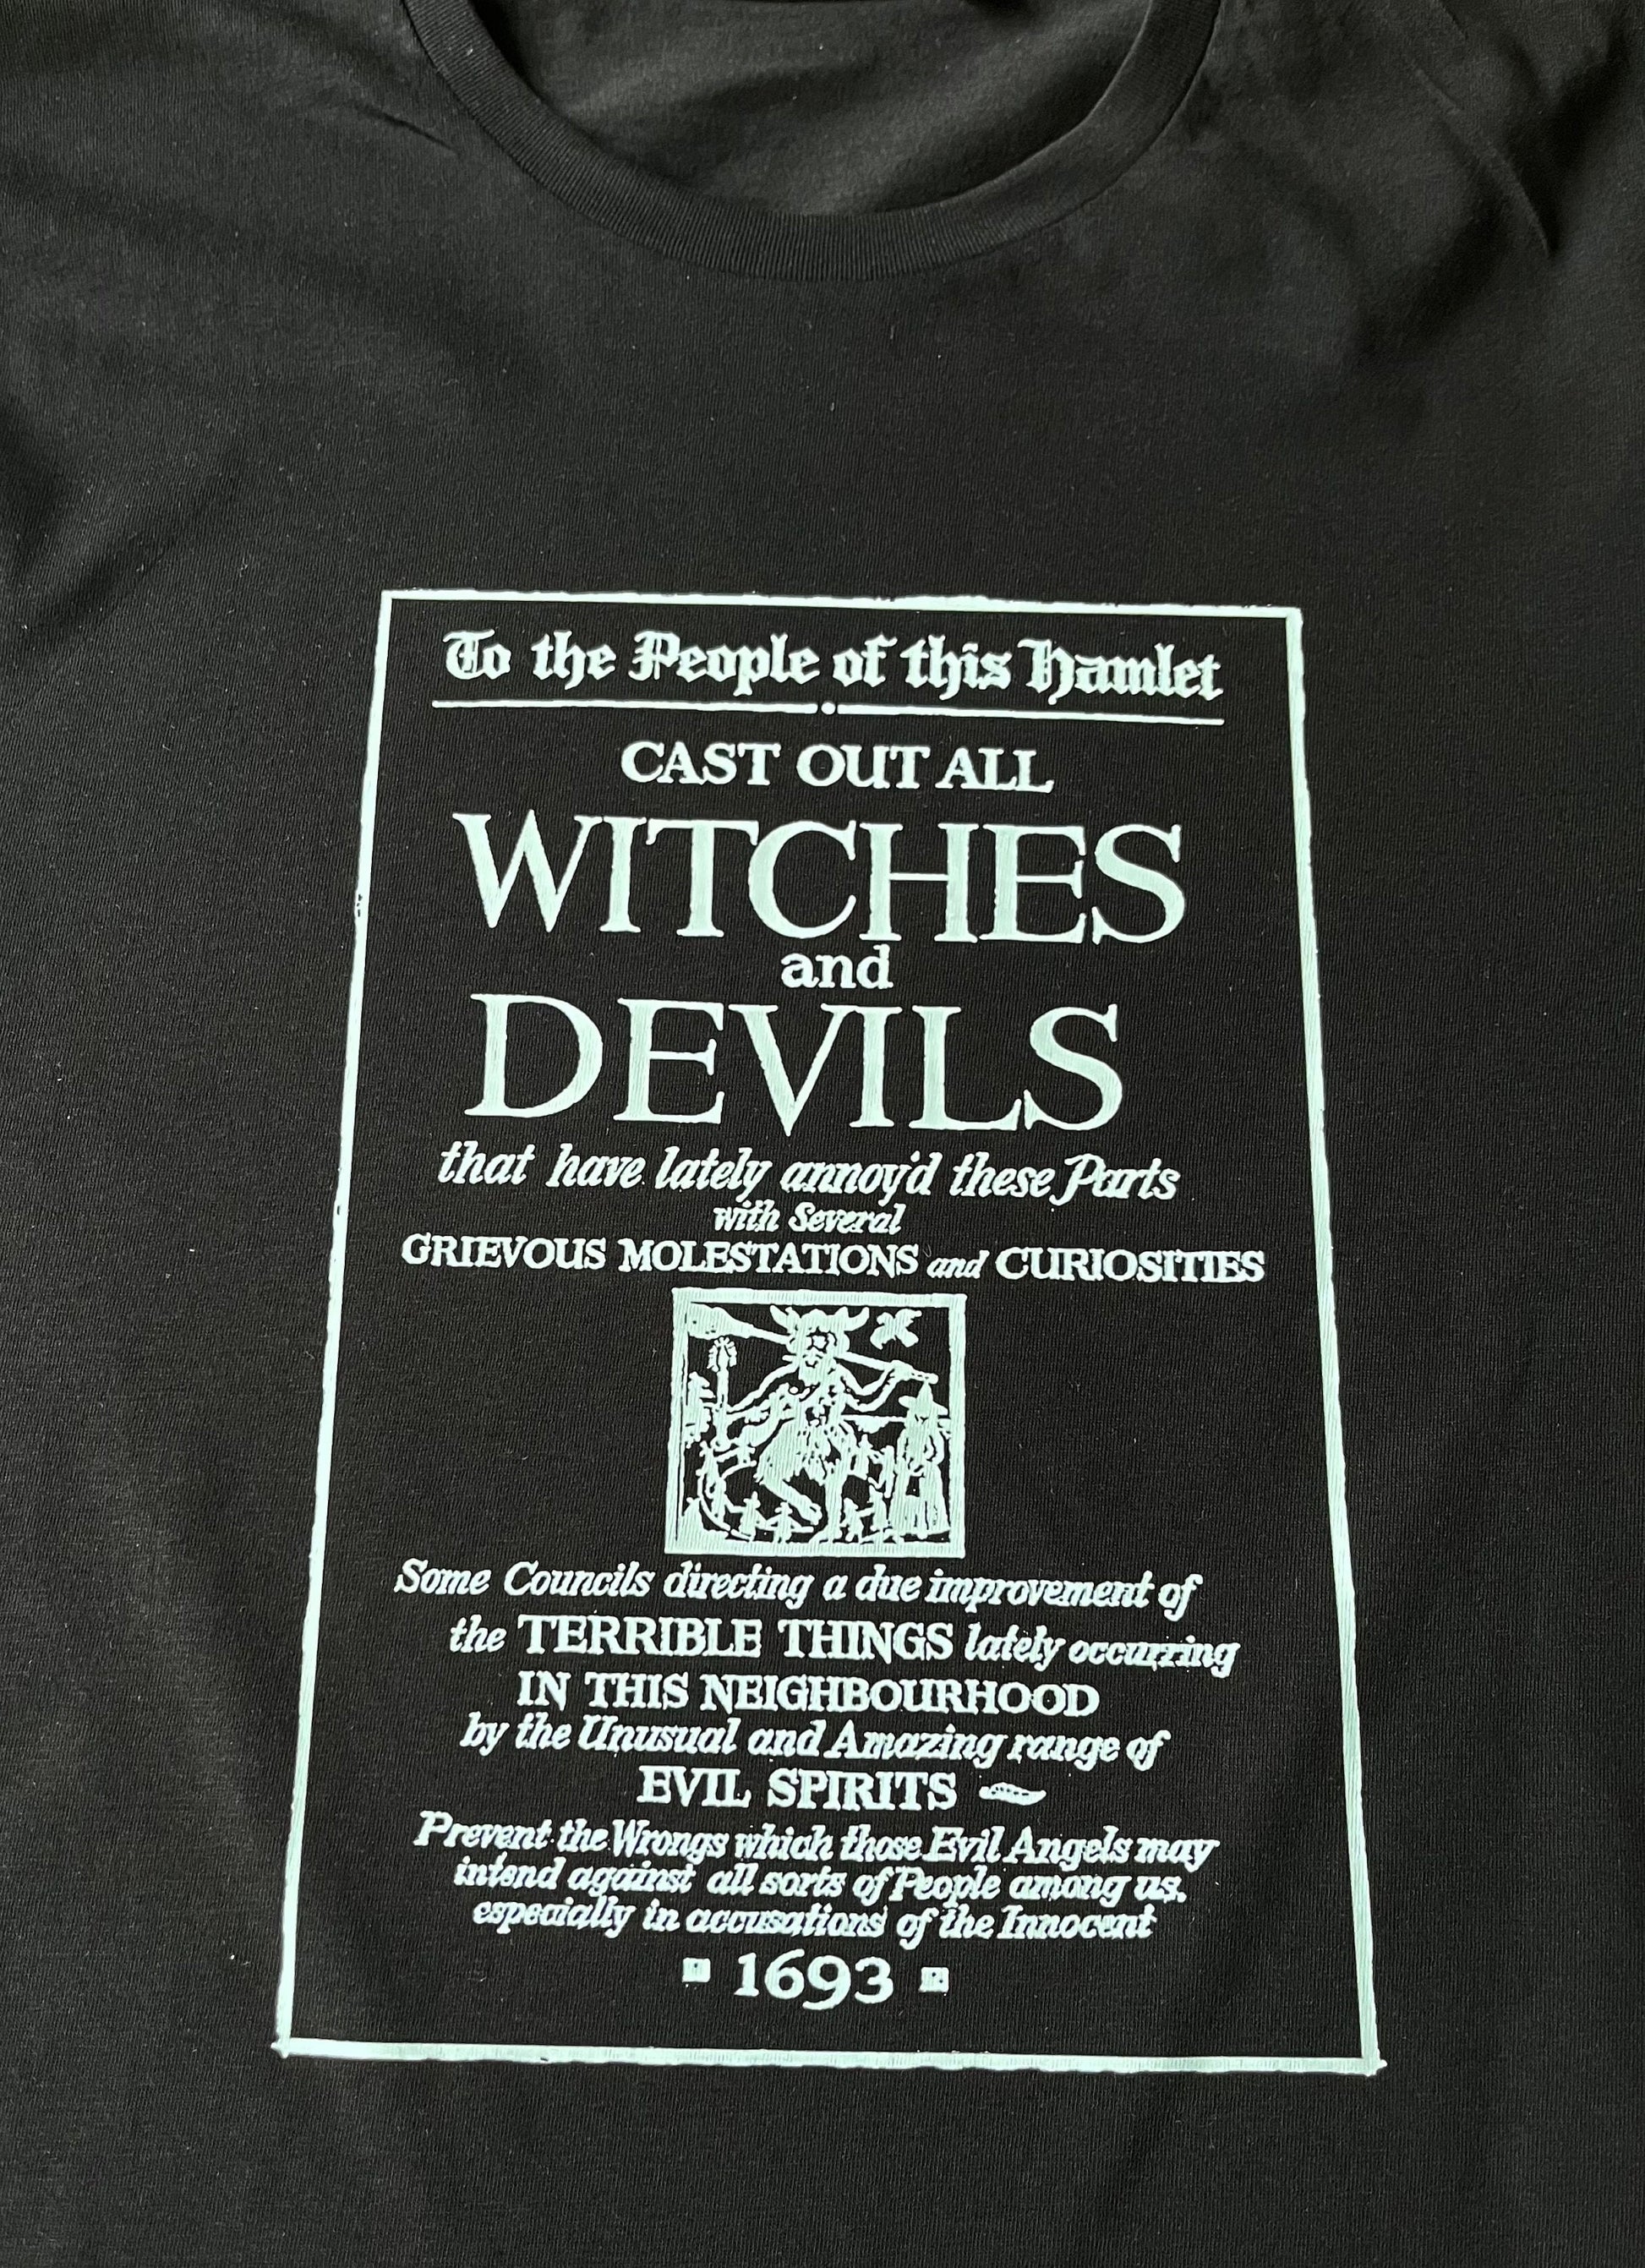 To the People of this Hamlet
CAST OUT ALL
WITCHES
and
DEVILS
that have lately annoy'd these Parts
with Several
GRIEVOUS MOLESTATIONS and CURIOSITIES
Some Councils directing a due improvement of
the TERRIBLE THINGS lately occurring
IN THIS NEIGHBOURHOOD
by the Unusual and Amazing range of
EVIL SPIRITS
Prevent the Wrongs which those Evil Angels may
intend against all sorts of People among us.
especially in accusations of the Innocent
1693